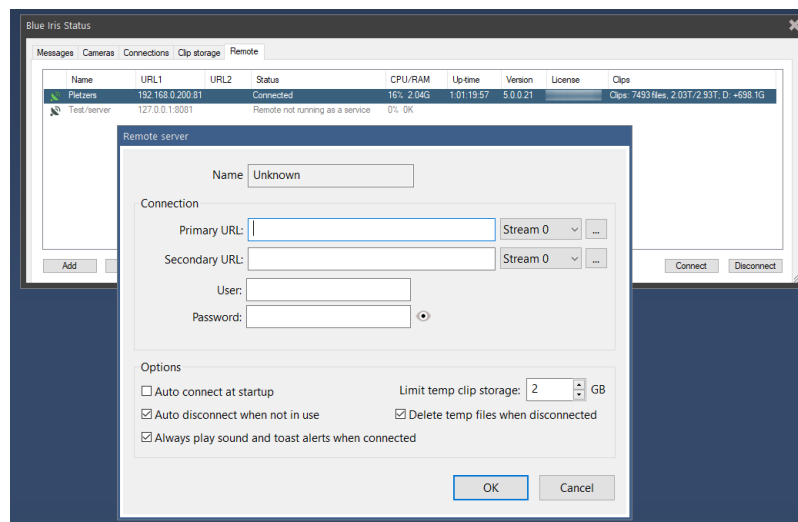 Blue Iris Status
Messages Cameras Connections Clip storage Remote
Name URL1 URL2 Status CPU/RAM Up-time Version License Clips
Pletzers 192.168.0.200:81 Connected 16% 2.04G 1:01:19:57 5.0.0.21 Clips: 7493 files, 2.03T/2.93T; D: +698.1G
Test/server 127.0.0.1:8081 Remote not running as a service 0% 0K
Remote server
Name Unknown
Connection
Primary URL: Stream 0 ...
Secondary URL: Stream 0 ...
Add Connect Disconnect
User:
Password:
Options
Auto connect at startup Limit temp clip storage: 2 GB
Auto disconnect when not in use Delete temp files when disconnected
Always play sound and toast alerts when connected
OK Cancel